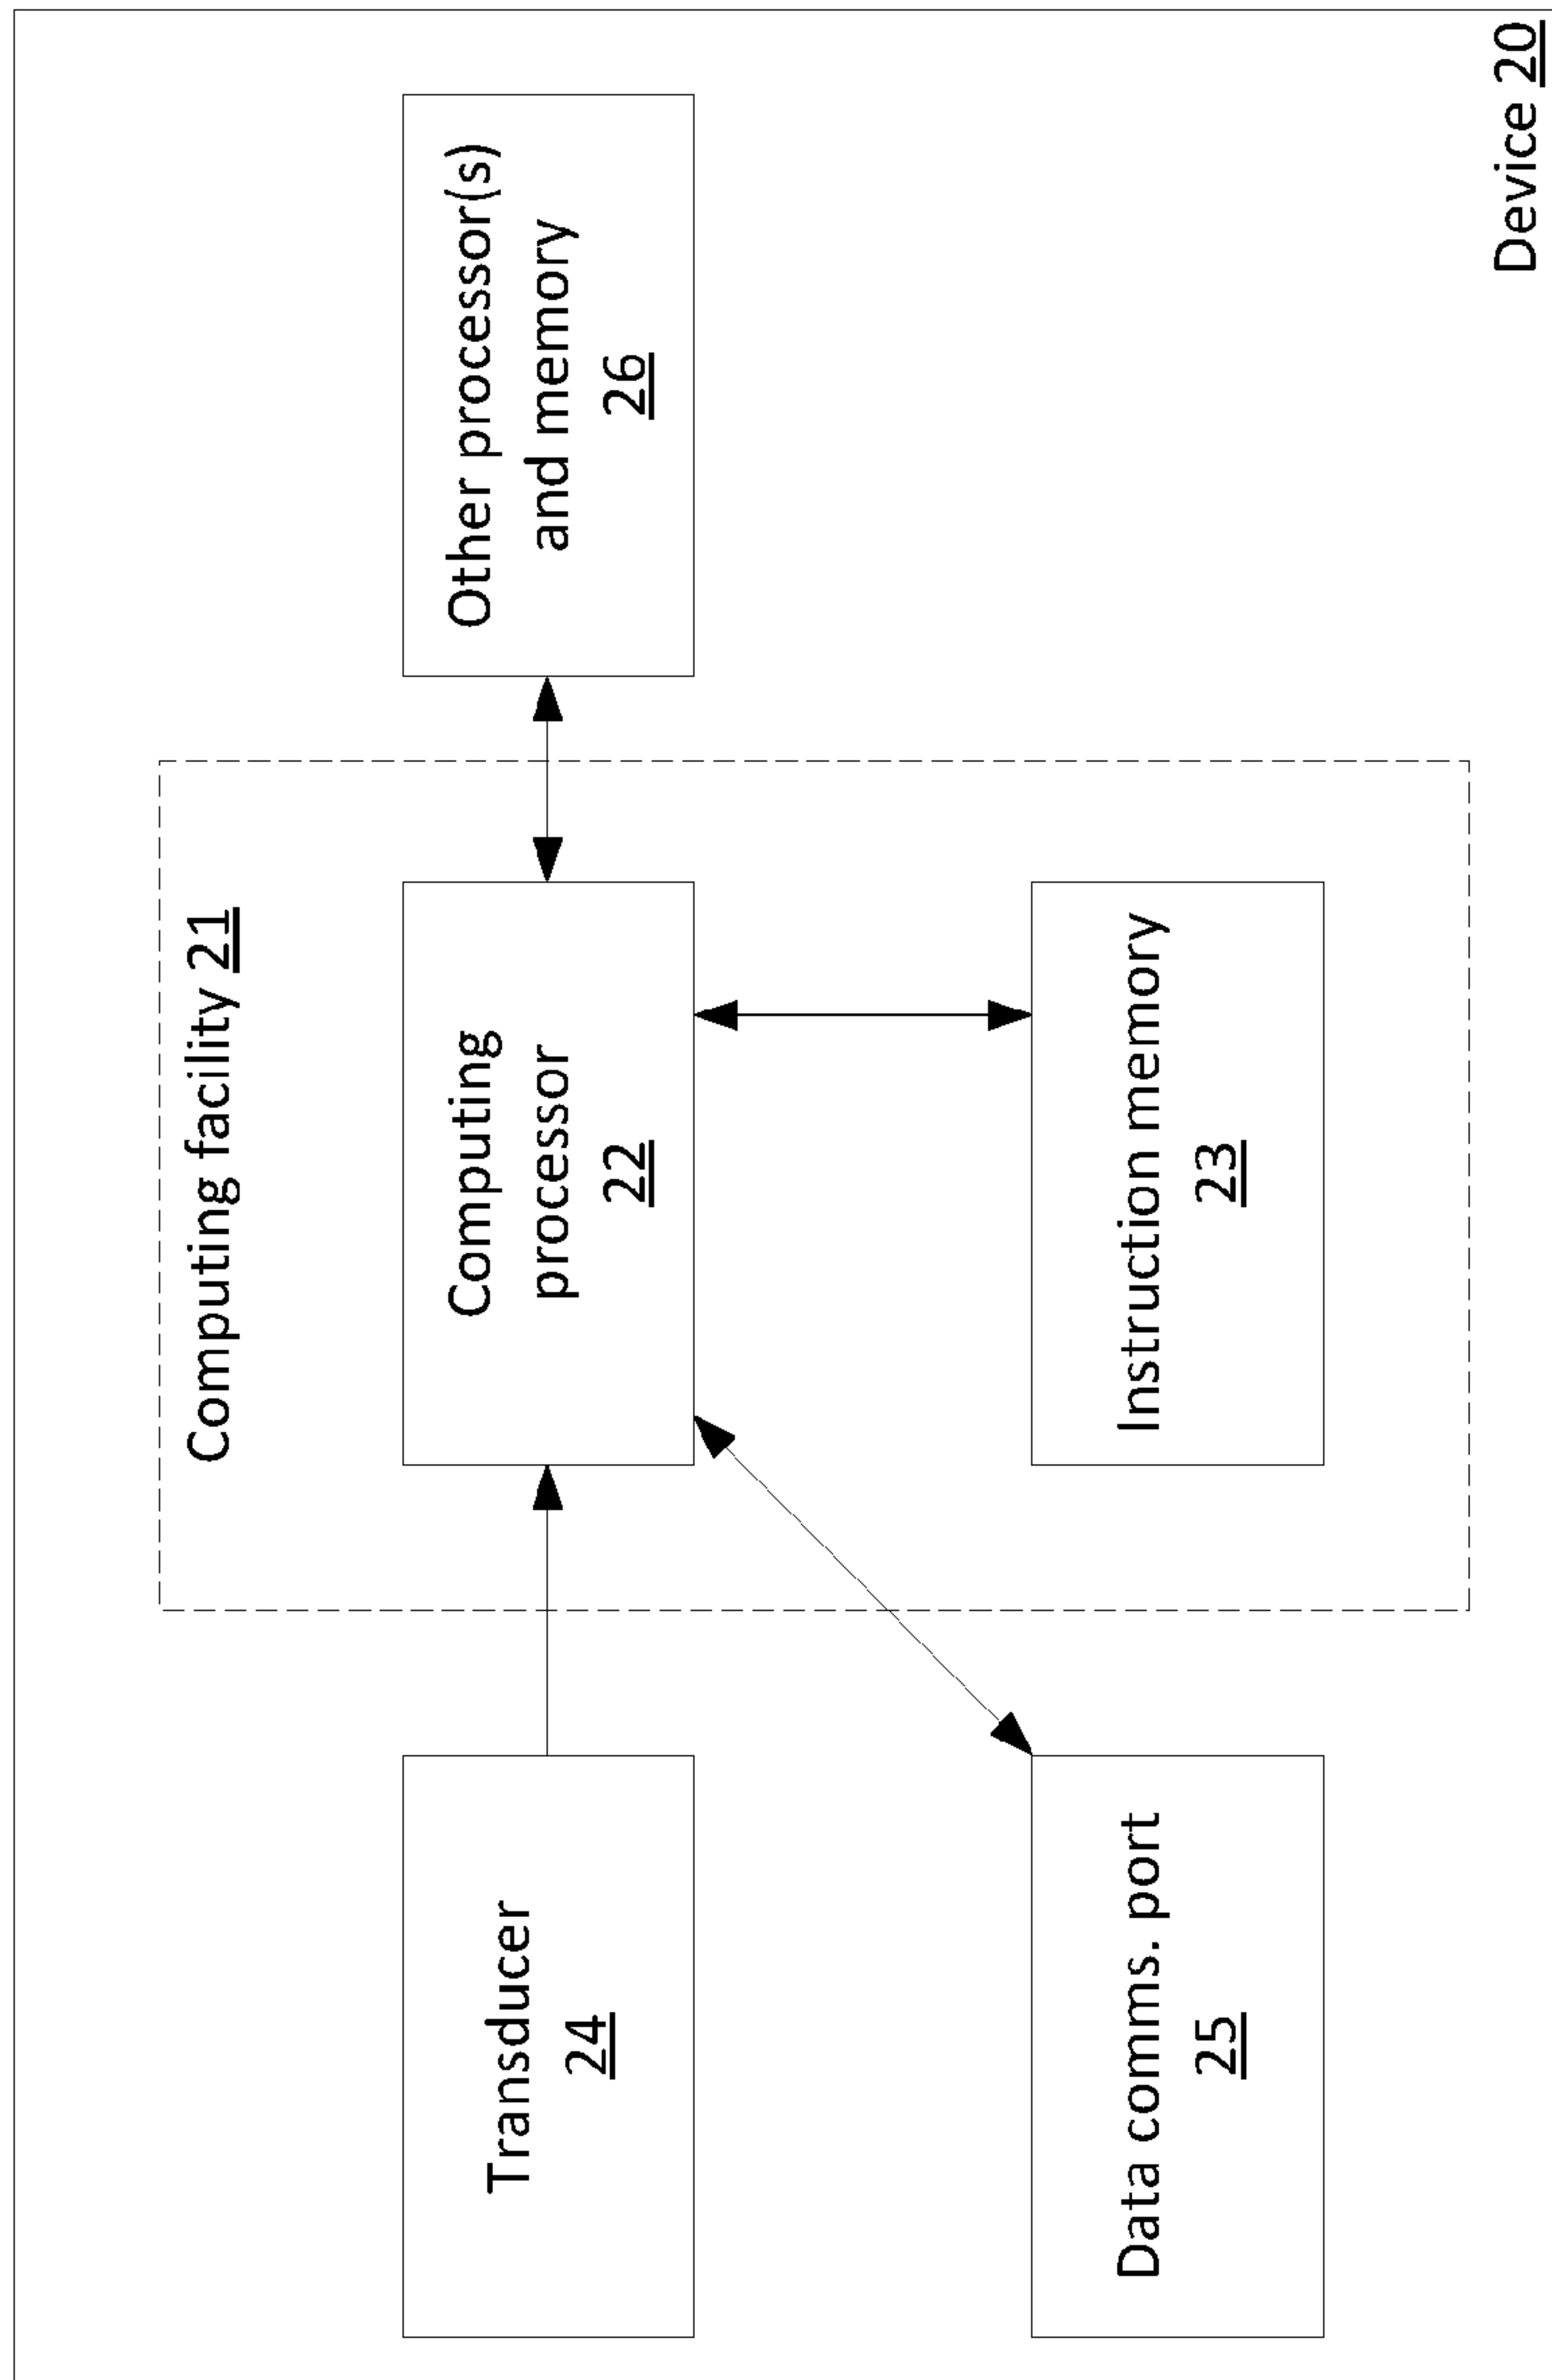 Computing facility 21
Transducer
24
Computing
processor
22
Other processor(s)
and memory
26
Data comms. port
25
Instruction memory
23
Device 20